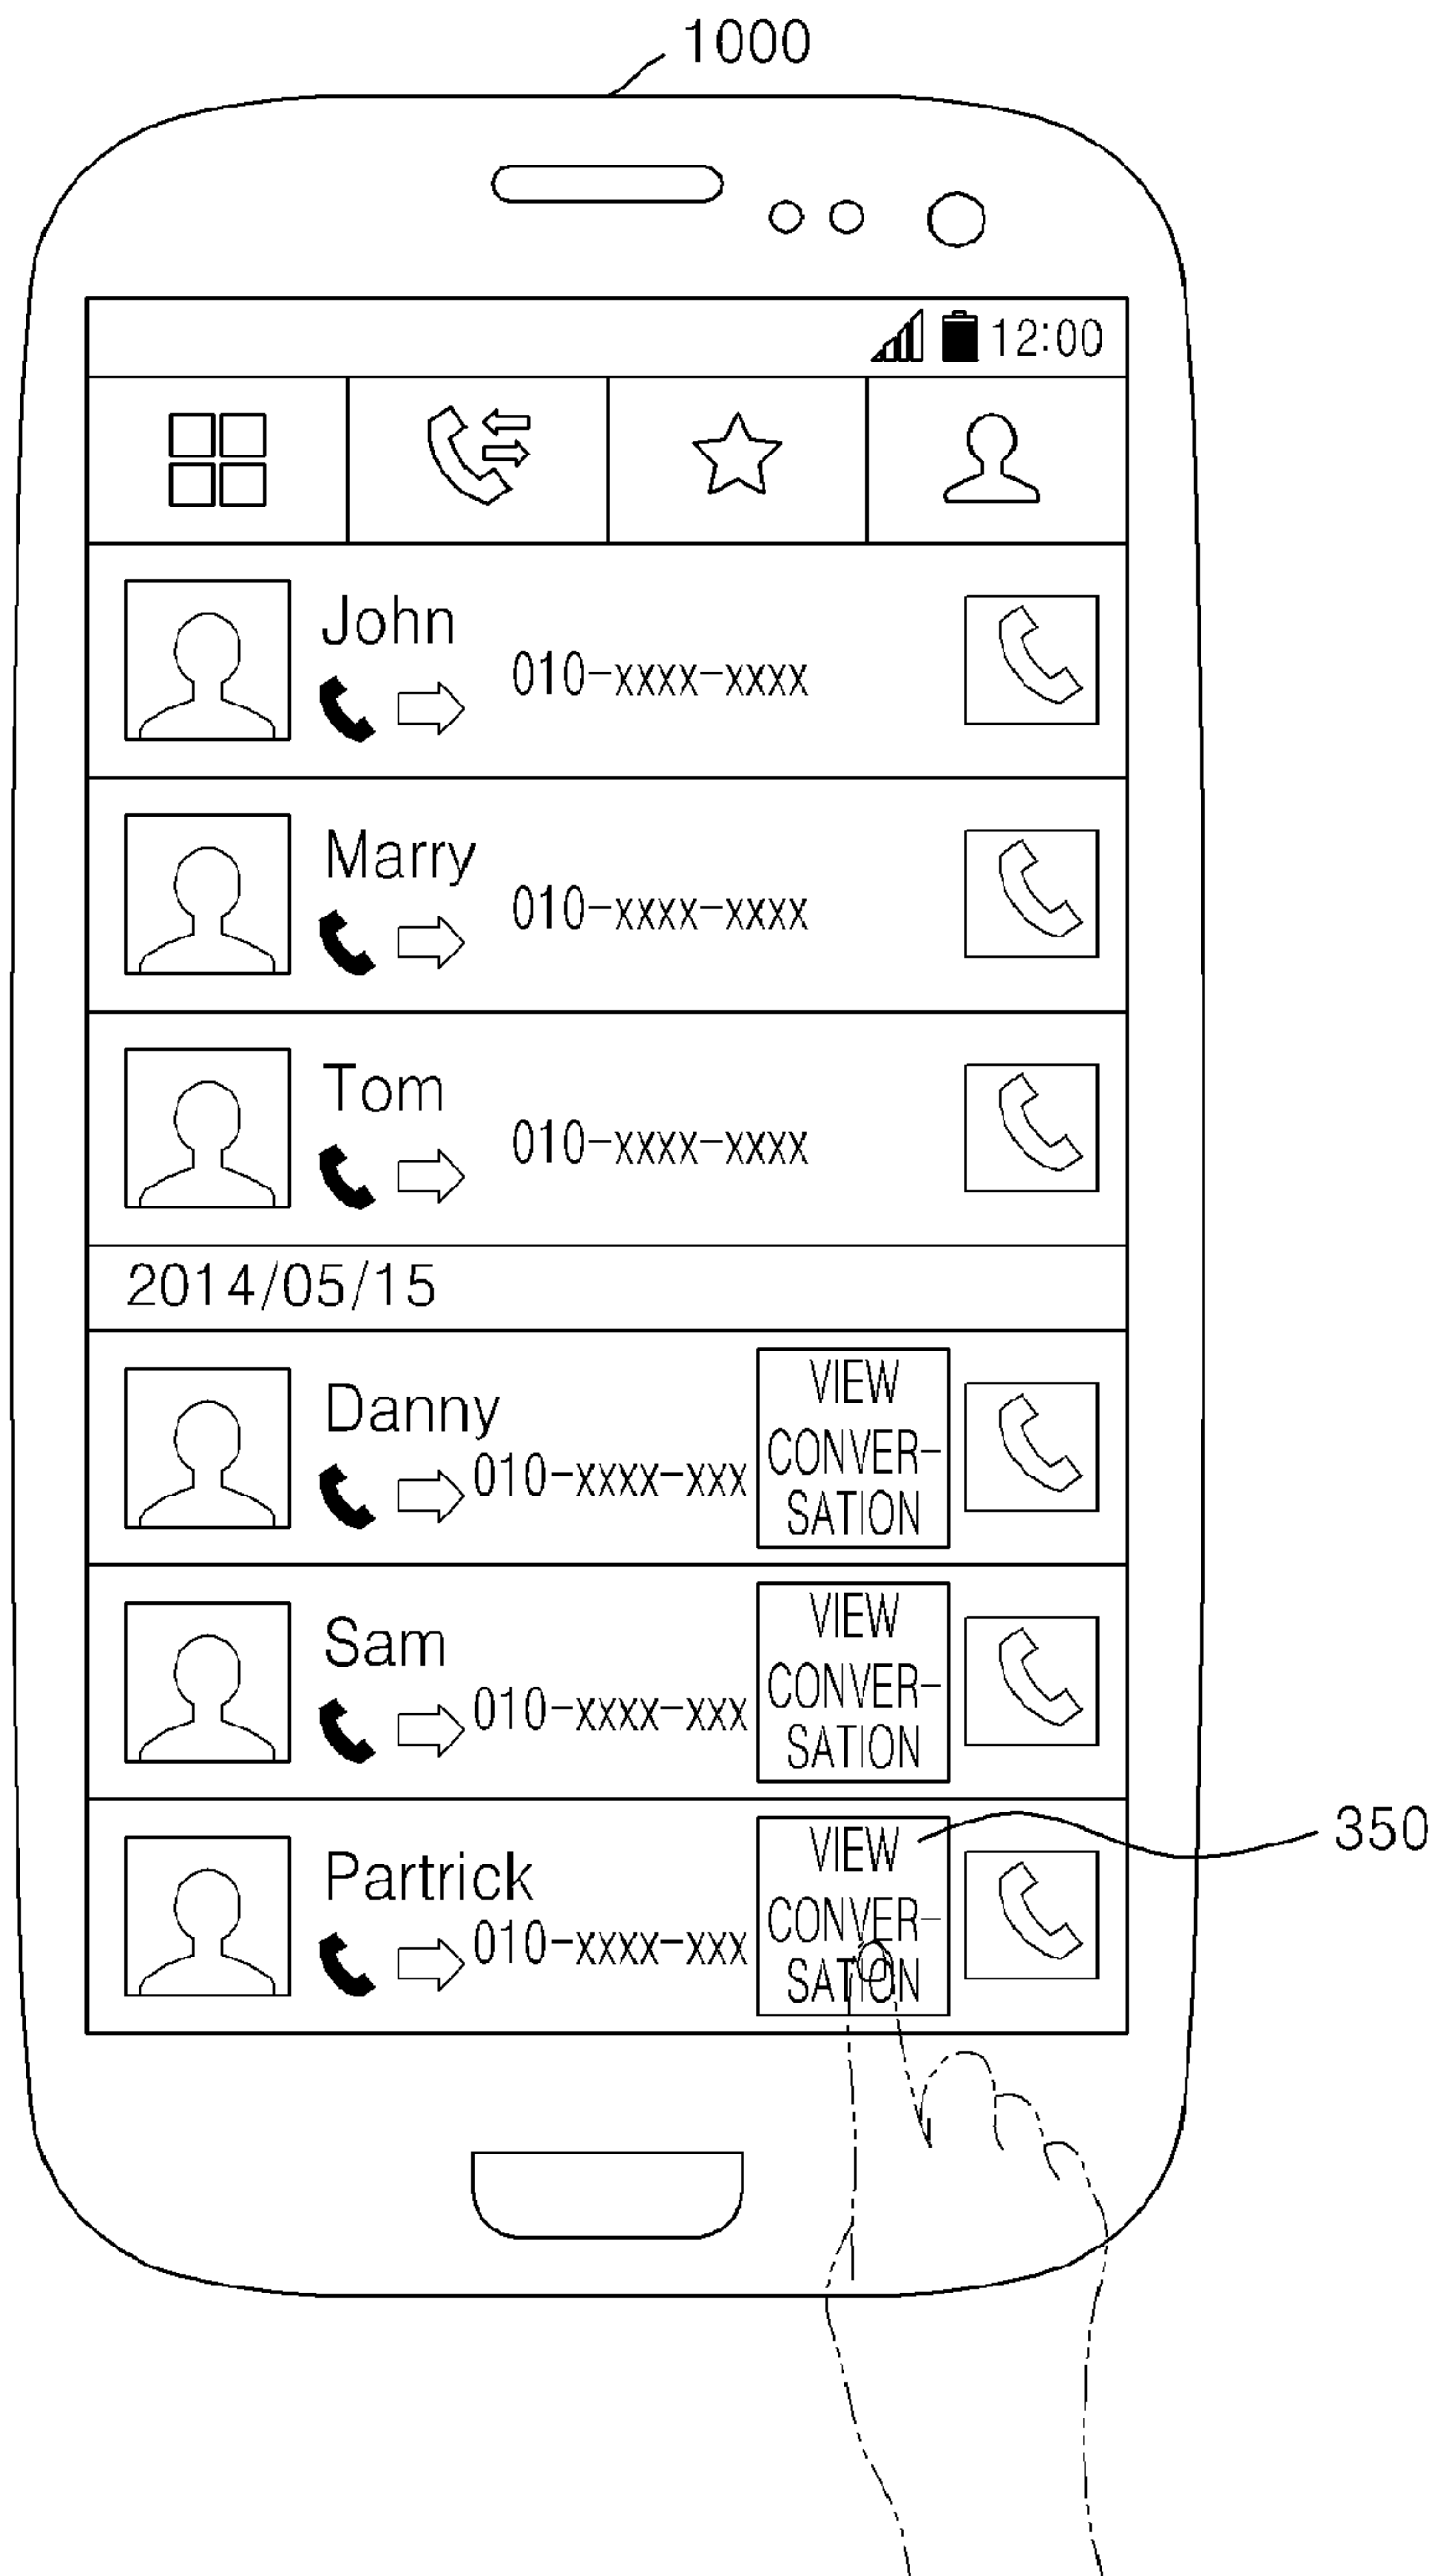 1000
12:00
John
010-xxxx-xxxx
Marry
010-xxxx-xxxx
Tom
010-xxxx-xxxx
2014/05/15
Danny
010-xxxx-xxx
VIEW
CONVER-
SATION
Sam
010-xxxx-xxx
VIEW
CONVER-
SATION
Partrick
010-xxxx-xxx
VIEW
CONVER-
SATION
350